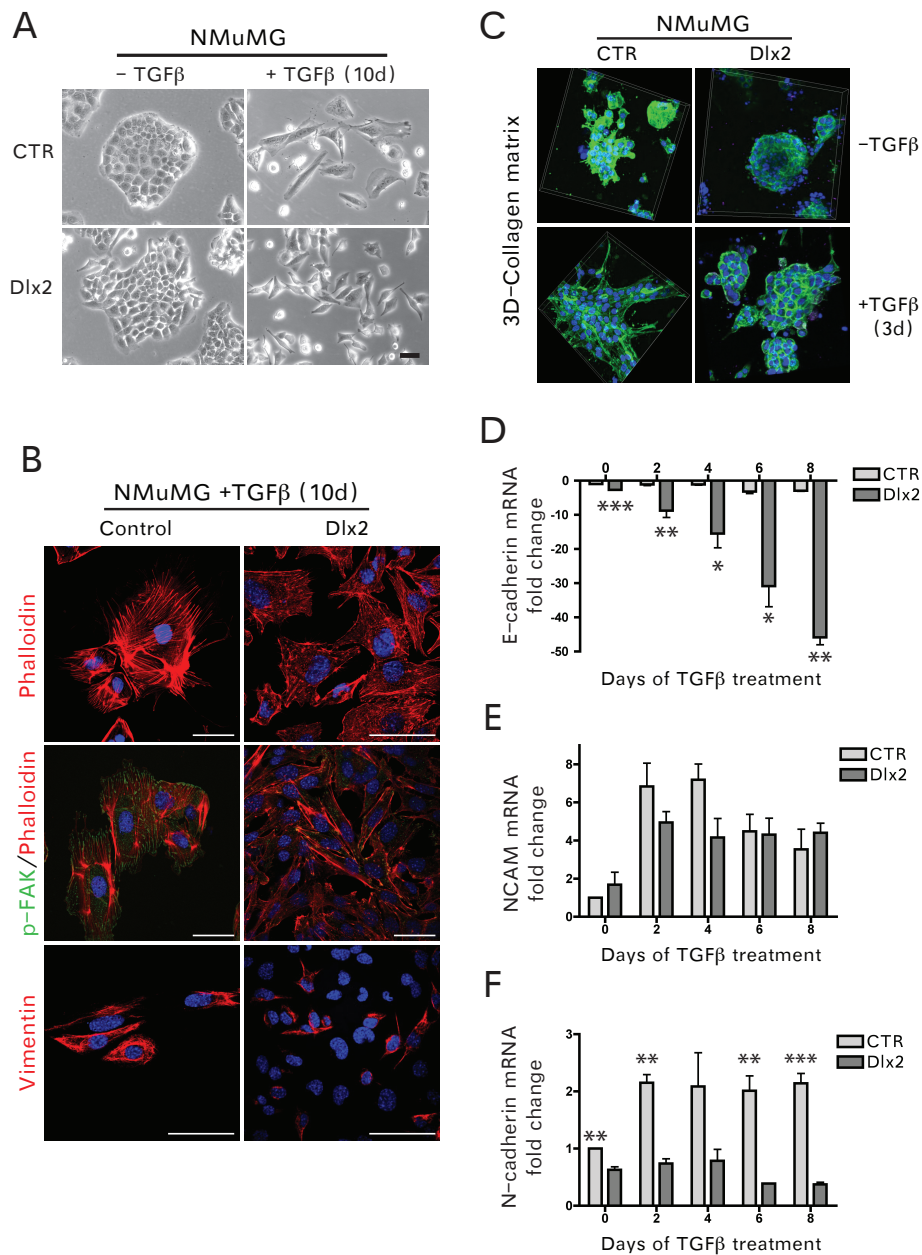 A
NMuMG
– TGFβ
+ TGFβ (10d)
CTR
Dlx2
B
NMuMG +TGFβ (10d)
Control
Dlx2
Phalloidin
p–FAK/Phalloidin
Vimentin
C
NMuMG
CTR
Dlx2
3D–Collagen matrix
–TGFβ
+TGFβ
(3d)
D
0 2 4 6 8
0
-10
-20
-30
-40
-50
*** ** * * **
CTR
Dlx2
E–cadherin mRNA
fold change
Days of TGFβ treatment
E
8
6
4
2
0
0 2 4 6 8
CTR
Dlx2
NCAM mRNA
fold change
Days of TGFβ treatment
F
3
2
1
0
** ** ** ***
0 2 4 6 8
CTR
Dlx2
N–cadherin mRNA
fold change
Days of TGFβ treatment